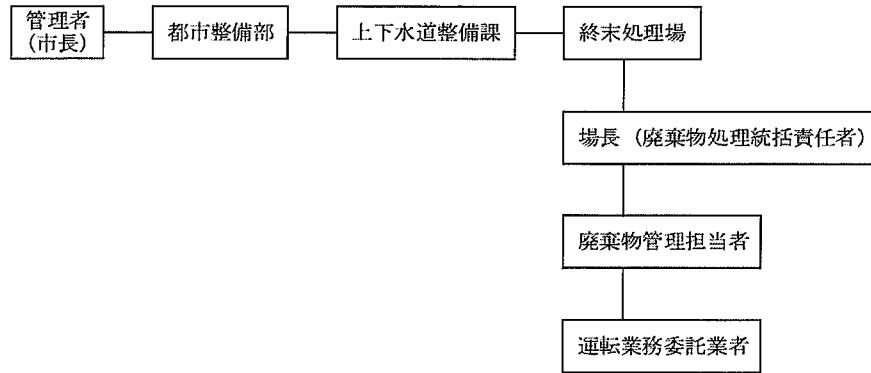 管理者
(市長)
都市整備部
上下水道整備課
終末処理場
場長(廃棄物処理統括責任者)
廃棄物管理担当者
運転業務委託業者